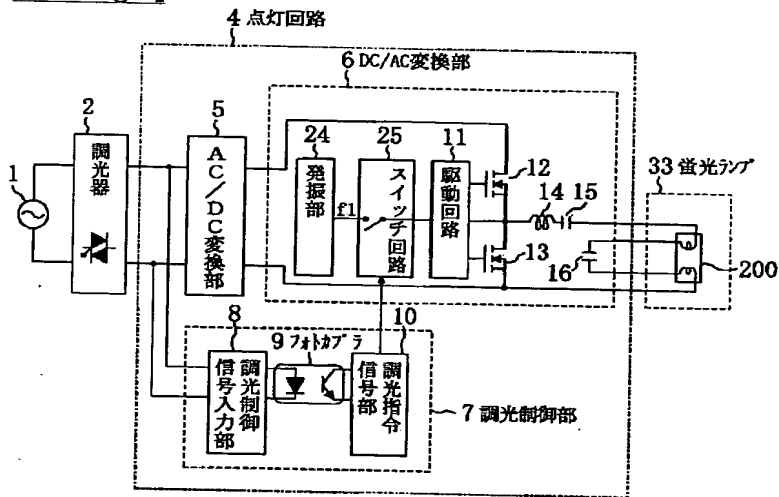 4 点灯回路
6 DC/AC変換部
5
AC/DC変換部
2
調光器
1
24
発振部
f1
25
スイッチ回路
11
駆動回路
12
13
14
15
16
33 蛍光ランプ
200
8
調光制御
信号入力部
9 フォトカプラ
10
調光指令
信号部
7 調光制御部